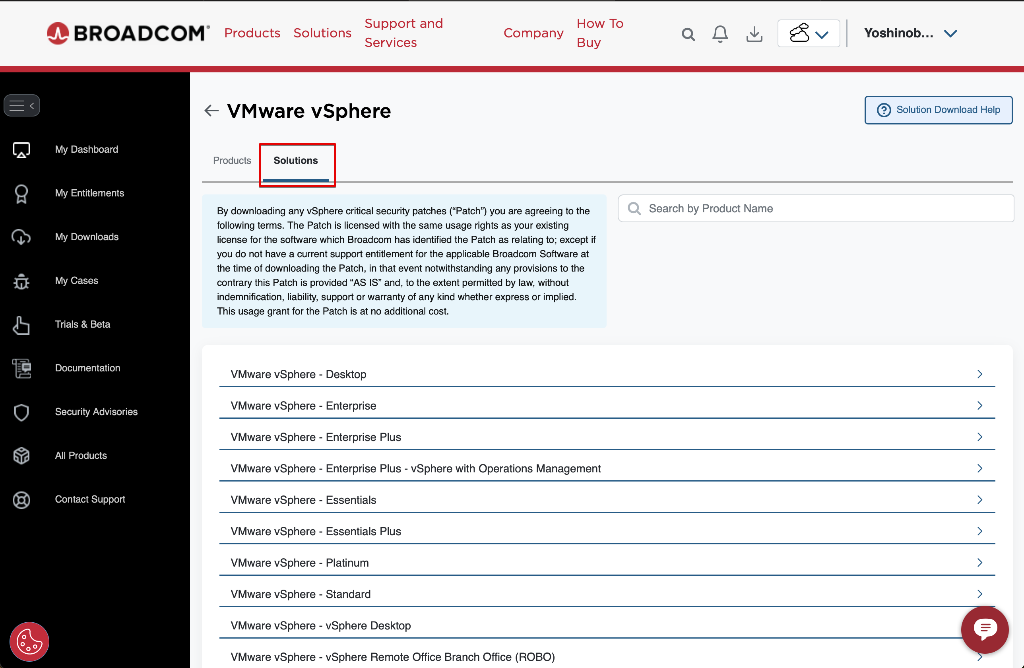 BROADCOM®
Products
Solutions
Support and
Services
Company
How To
Buy
Yoshinob...
My Dashboard
My Entitlements
My Downloads
My Cases
Trials & Beta
Documentation
Security Advisories
All Products
Contact Support
VMware vSphere
Solution Download Help
Products
Solutions
By downloading any vSphere critical security patches (“Patch”) you are agreeing to the
following terms. The Patch is licensed with the same usage rights as your existing
license for the software which Broadcom has identified the Patch as relating to; except if
you do not have a current support entitlement for the applicable Broadcom Software at
the time of downloading the Patch, in that event notwithstanding any provisions to the
contrary this Patch is provided “AS IS” and, to the extent permitted by law, without
indemnification, liability, support or warranty of any kind whether express or implied.
This usage grant for the Patch is at no additional cost.
Search by Product Name
VMware vSphere - Desktop
VMware vSphere - Enterprise
VMware vSphere - Enterprise Plus
VMware vSphere - Enterprise Plus - vSphere with Operations Management
VMware vSphere - Essentials
VMware vSphere - Essentials Plus
VMware vSphere - Platinum
VMware vSphere - Standard
VMware vSphere - vSphere Desktop
VMware vSphere - vSphere Remote Office Branch Office (ROBO)